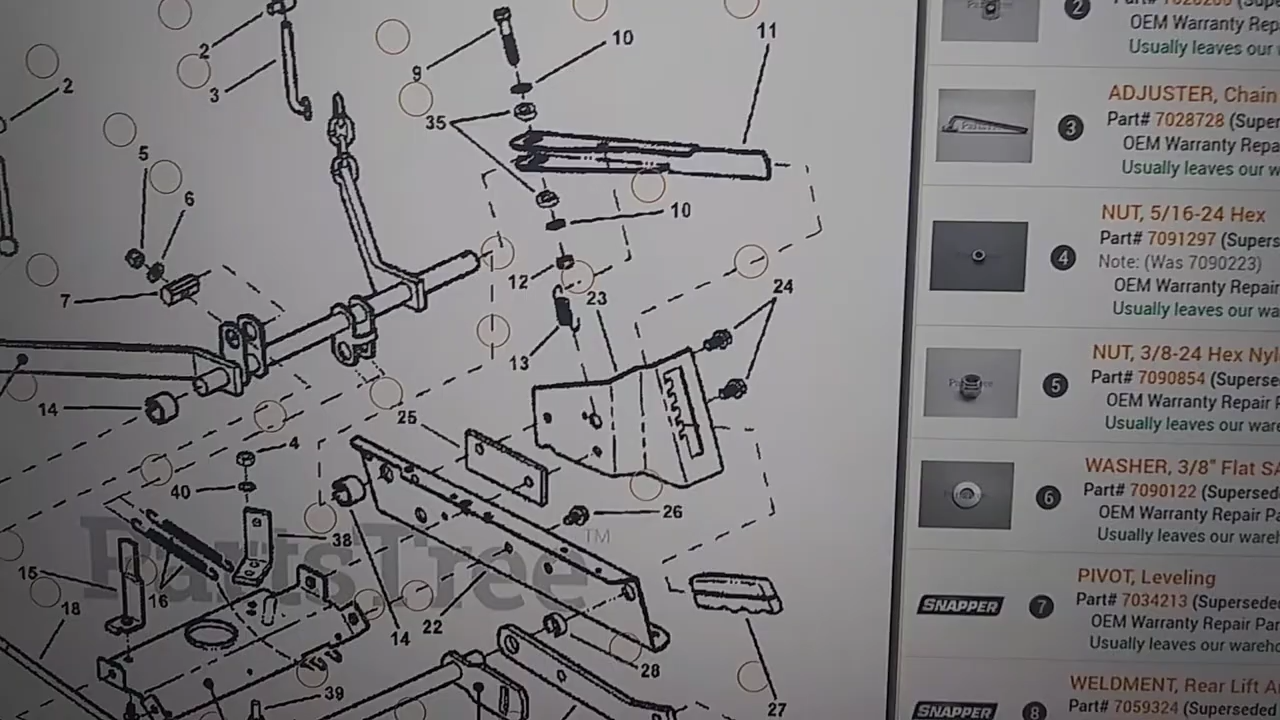 2
3
9
10
11
2
35
5
6
10
7
12
23
24
13
14
25
4
40
26
38
15
16
18
14
22
28
39
27
PartsTree™
2
OEM Warranty Rep
Usually leaves our
ADJUSTER, Chain
3
Part# 7028728 (Super
OEM Warranty Repa
Usually leaves our w
NUT, 5/16-24 Hex
Part# 7091297 (Supers
4
Note: (Was 7090223)
OEM Warranty Repair
Usually leaves our wa
NUT, 3/8-24 Hex Nyl
5
Part# 7090854 (Superse
OEM Warranty Repair P
Usually leaves our ware
WASHER, 3/8" Flat SA
6
Part# 7090122 (Supersed
OEM Warranty Repair Pa
Usually leaves our wareh
PIVOT, Leveling
SNAPPER
7
Part# 7034213 (Supersede
OEM Warranty Repair Par
Usually leaves our wareho
WELDMENT, Rear Lift A
SNAPPER
8
Part# 7059324 (Superseded